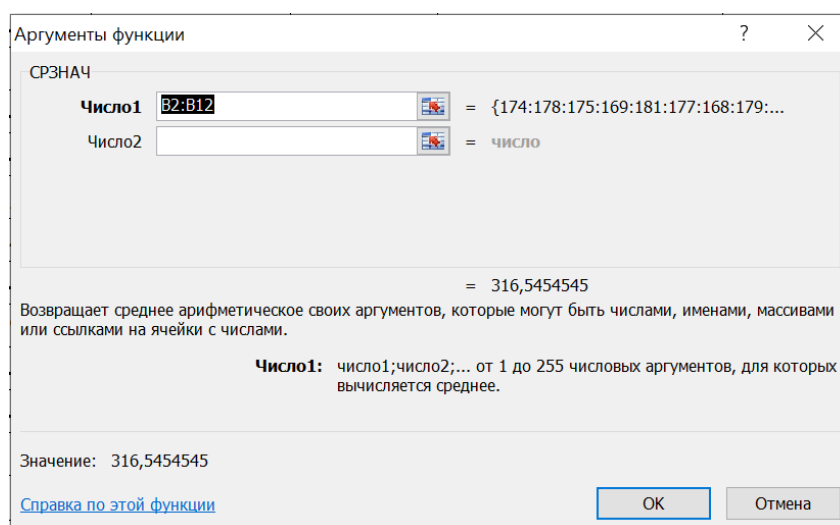 Аргументы функции ?
СРЗНАЧ
Число1 B2:B12 = {174:178:175:169:181:177:168:179:...
Число2 = число
= 316,5454545
Возвращает среднее арифметическое своих аргументов, которые могут быть числами, именами, массивами
или ссылками на ячейки с числами.
Число1: число1;число2;... от 1 до 255 числовых аргументов, для которых
вычисляется среднее.
Значение: 316,5454545
Справка по этой функции
ОК Отмена